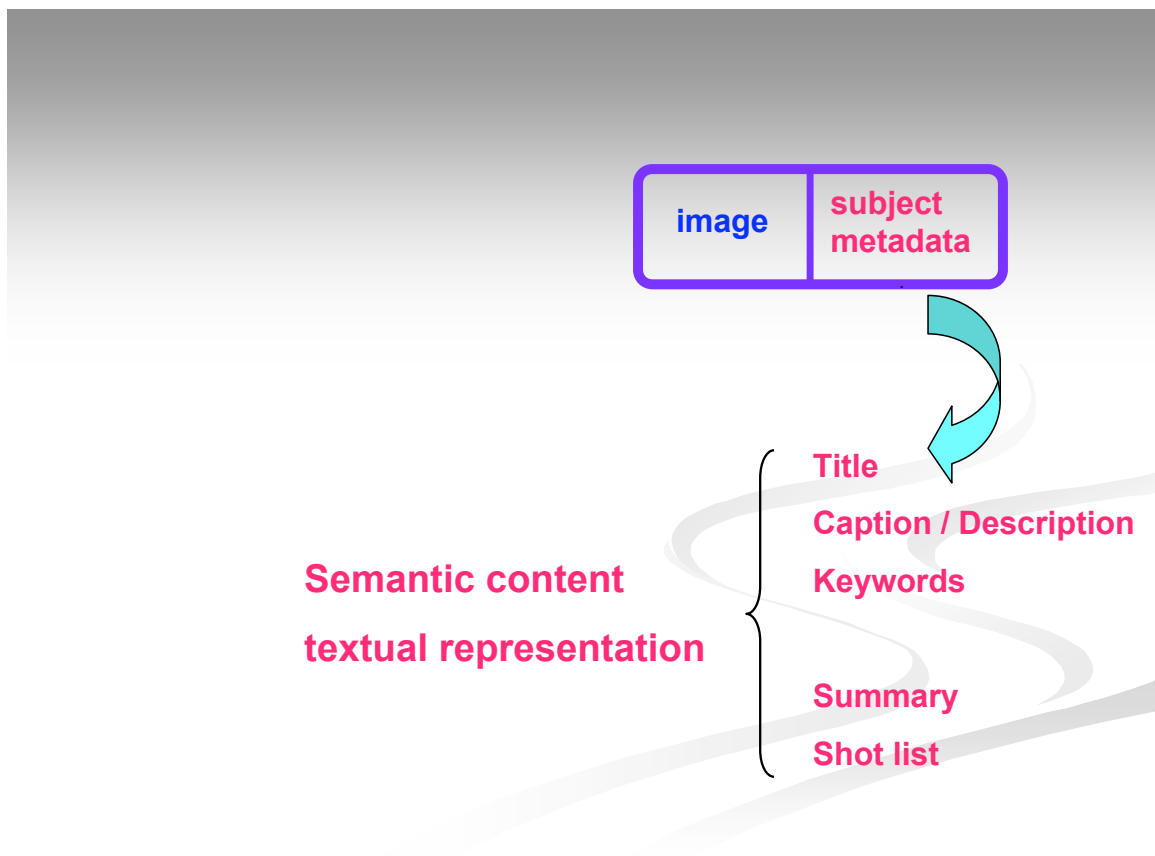 image
subject
metadata
Title
Caption / Description
Semantic content
Keywords
textual representation
Summary
Shot list